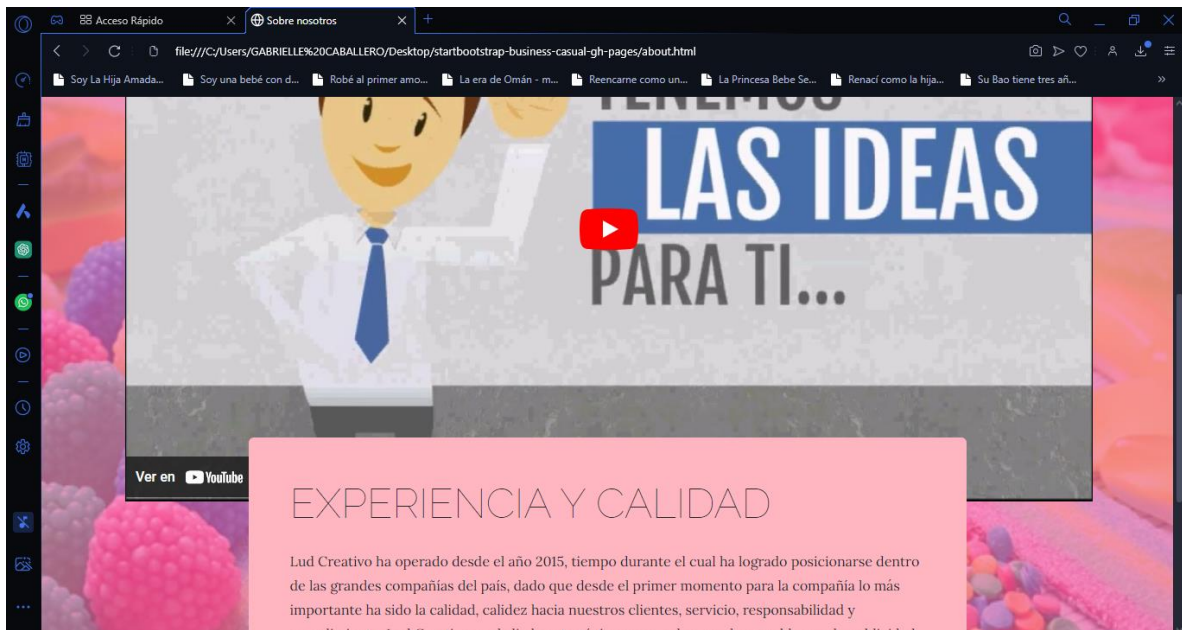 Acceso Rápido
Sobre nosotros
file:///C:/Users/GABRIELLE%20CABALLERO/Desktop/startbootstrap-business-casual-gh-pages/about.html
Soy La Hija Amada...
Soy una bebé con d...
Robé al primer amo...
La era de Omán - m...
Reencarne como un...
La Princesa Bebe Se...
Renací como la hija...
Su Bao tiene tres añ...
TENEMOS
LAS IDEAS
PARA TI...
Ver en YouTube
EXPERIENCIA Y CALIDAD
Lud Creativo ha operado desde el año 2015, tiempo durante el cual ha logrado posicionarse dentro
de las grandes compañías del país, dado que desde el primer momento para la compañía lo más
importante ha sido la calidad, calidez hacia nuestros clientes, servicio, responsabilidad y